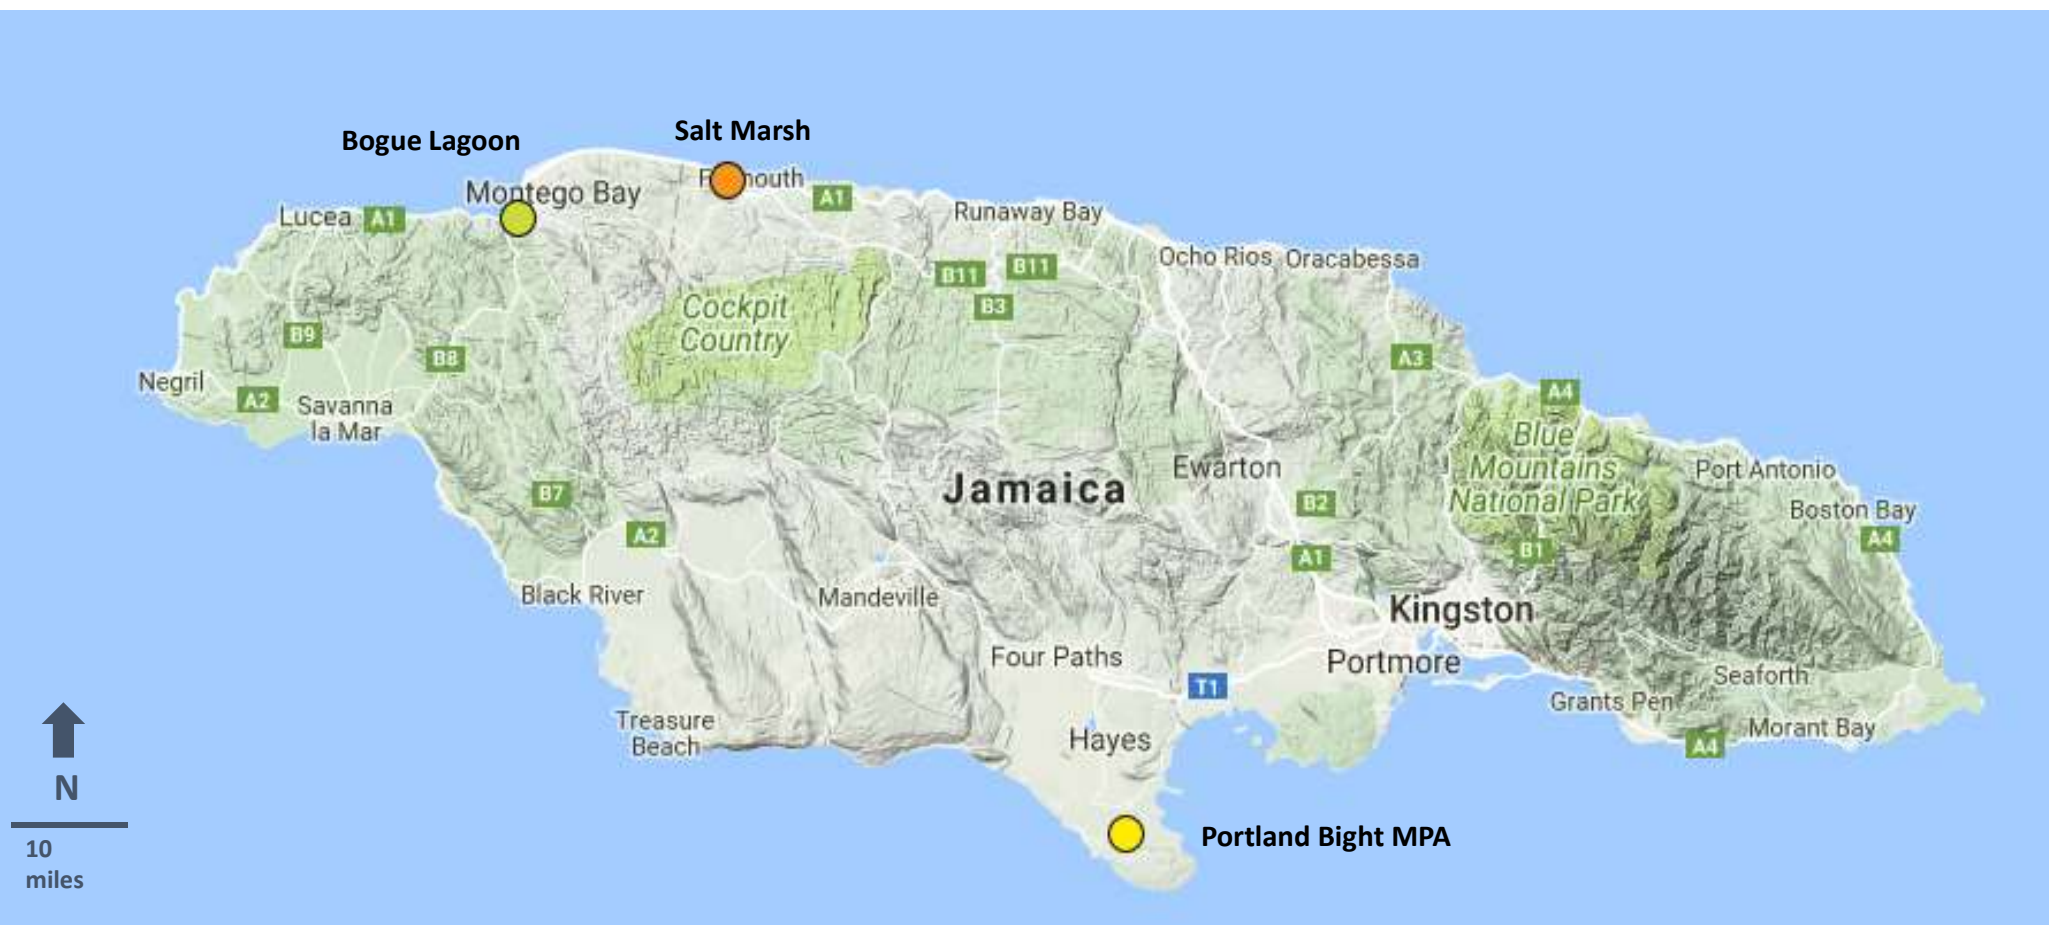 Salt Marsh
Bogue Lagoon
Montego Bay
A1
Lucea
A1
Runaway Bay
Ocho Rios
Oracabessa
B11
B11
B3
Cockpit
Country
B9
B8
A3
Negril
A2
Savanna
la Mar
A4
Blue
Mountains
National Park
Ewarton
Port Antonio
Jamaica
B7
B2
Boston Bay
A2
A4
B1
A1
Black River
Mandeville
Kingston
Four Paths
Portmore
T1
Seaforth
Grants Pen
Treasure
Beach
Hayes
Morant Bay
A4
N
Portland Bight MPA
10
miles